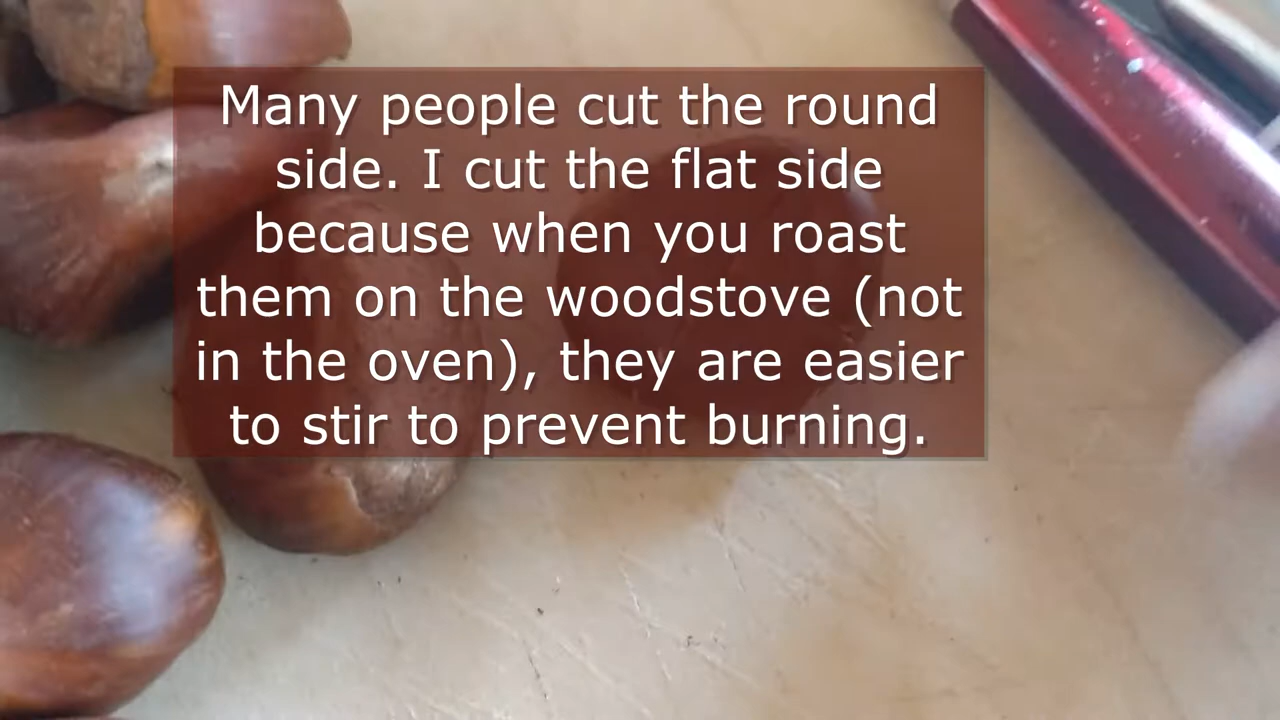 Many people cut the round
side. I cut the flat side
because when you roast
them on the woodstove (not
in the oven), they are easier
to stir to prevent burning.